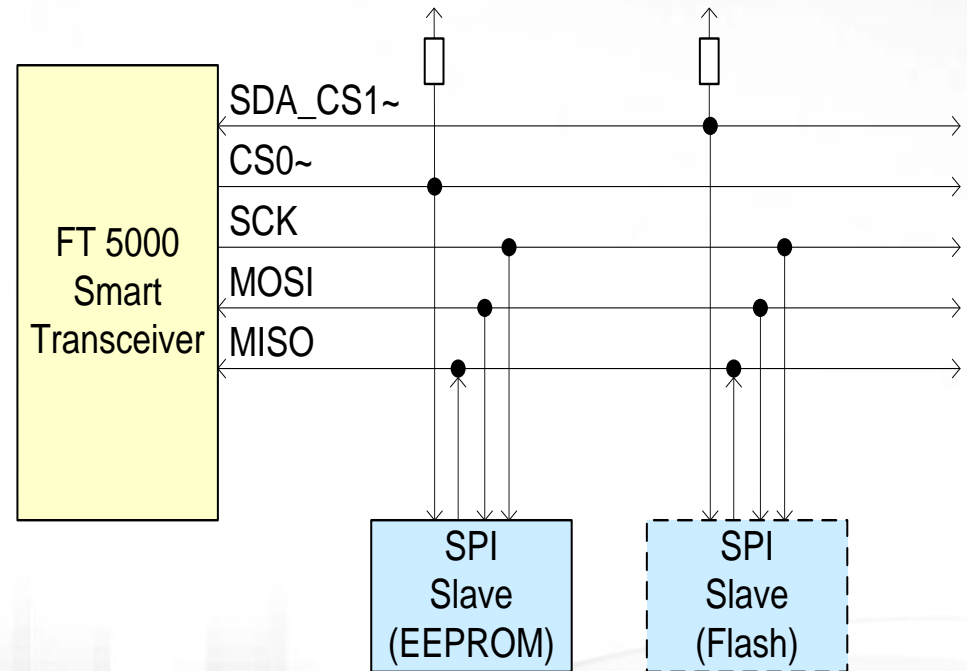 SDA_CS1~
CS0~
SCK
MOSI
MISO
FT 5000
Smart
Transceiver
SPI
Slave
(EEPROM)
SPI
Slave
(Flash)